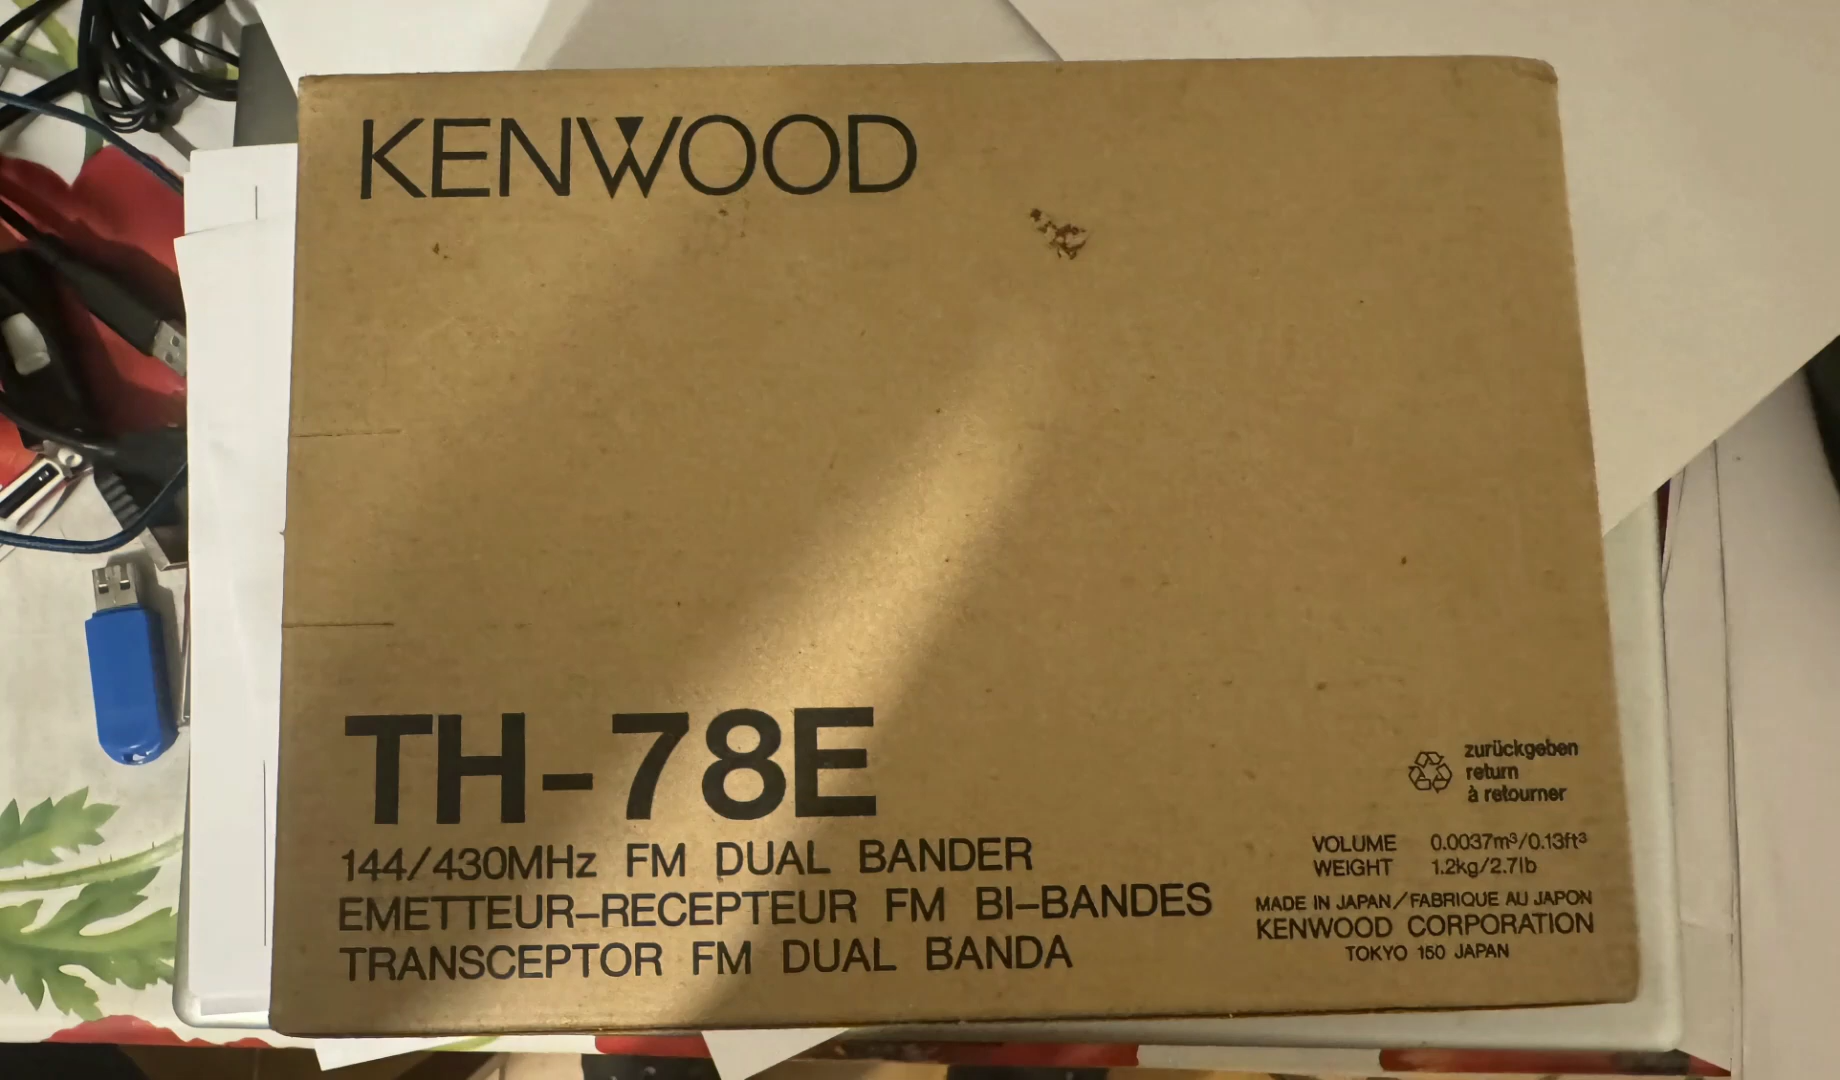 KENWOOD
TH-78E
144/430MHz FM DUAL BANDER
EMETTEUR-RECEPTEUR FM BI-BANDES
TRANSCEPTOR FM DUAL BANDA
zurückgeben
return
à retourner
VOLUME 0.0037m³/0.13ft³
WEIGHT 1.2kg/2.7lb
MADE IN JAPAN/FABRIQUE AU JAPON
KENWOOD CORPORATION
TOKYO 150 JAPAN